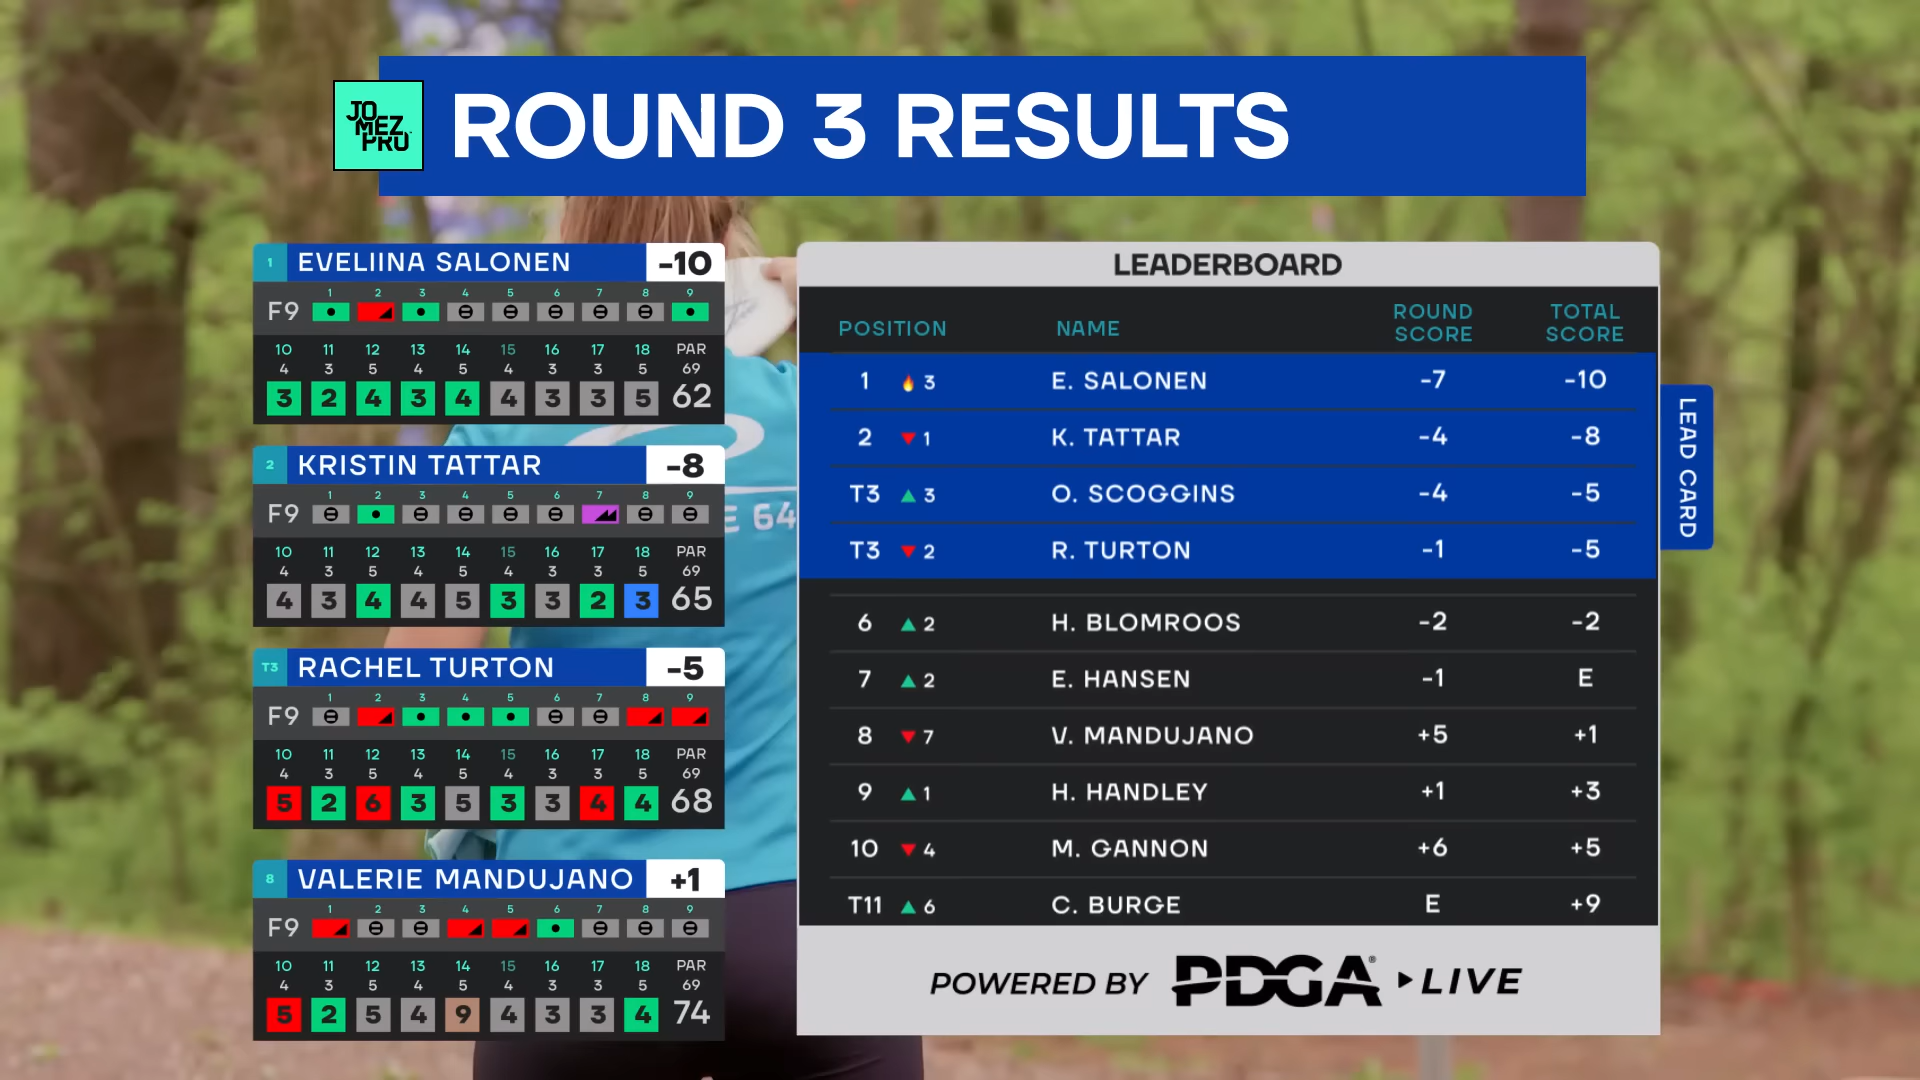 JOMEZ PRO
ROUND 3 RESULTS
1 EVELIINA SALONEN -10
1 2 3 4 5 6 7 8 9
F9
10 11 12 13 14 15 16 17 18 PAR
4 3 5 4 5 4 3 3 5 69
3 2 4 3 4 4 3 3 5 62
2 KRISTIN TATTAR -8
1 2 3 4 5 6 7 8 9
F9
10 11 12 13 14 15 16 17 18 PAR
4 3 5 4 5 4 3 3 5 69
4 3 4 4 5 3 3 2 3 65
T3 RACHEL TURTON -5
1 2 3 4 5 6 7 8 9
F9
10 11 12 13 14 15 16 17 18 PAR
4 3 5 4 5 4 3 3 5 69
5 2 6 3 5 3 3 4 4 68
8 VALERIE MANDUJANO +1
1 2 3 4 5 6 7 8 9
F9
10 11 12 13 14 15 16 17 18 PAR
4 3 5 4 5 4 3 3 5 69
5 2 5 4 9 4 3 3 4 74
E 64
LEADERBOARD
POSITION NAME ROUND SCORE TOTAL SCORE
1 3 E. SALONEN -7 -10
2 1 K. TATTAR -4 -8
T3 3 O. SCOGGINS -4 -5
T3 2 R. TURTON -1 -5
6 2 H. BLOMROOS -2 -2
7 2 E. HANSEN -1 E
8 7 V. MANDUJANO +5 +1
9 1 H. HANDLEY +1 +3
10 4 M. GANNON +6 +5
T11 6 C. BURGE E +9
LEAD CARD
POWERED BY PDGA® LIVE